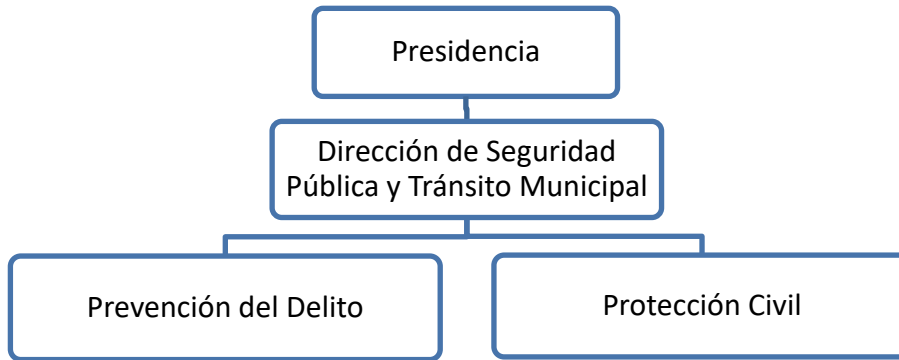 Presidencia
Dirección de Seguridad
Pública y Tránsito Municipal
Prevención del Delito
Protección Civil